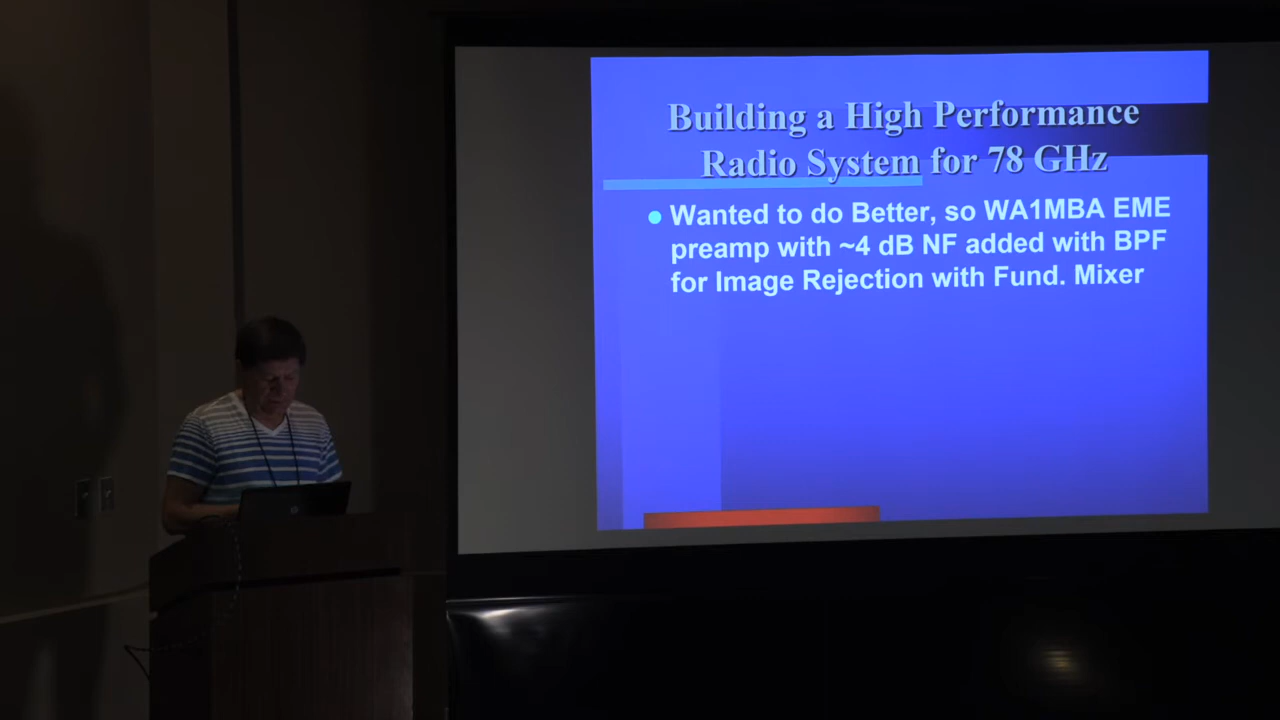 Building a High Performance
Radio System for 78 GHz
Wanted to do Better, so WA1MBA EME
preamp with ~4 dB NF added with BPF
for Image Rejection with Fund. Mixer